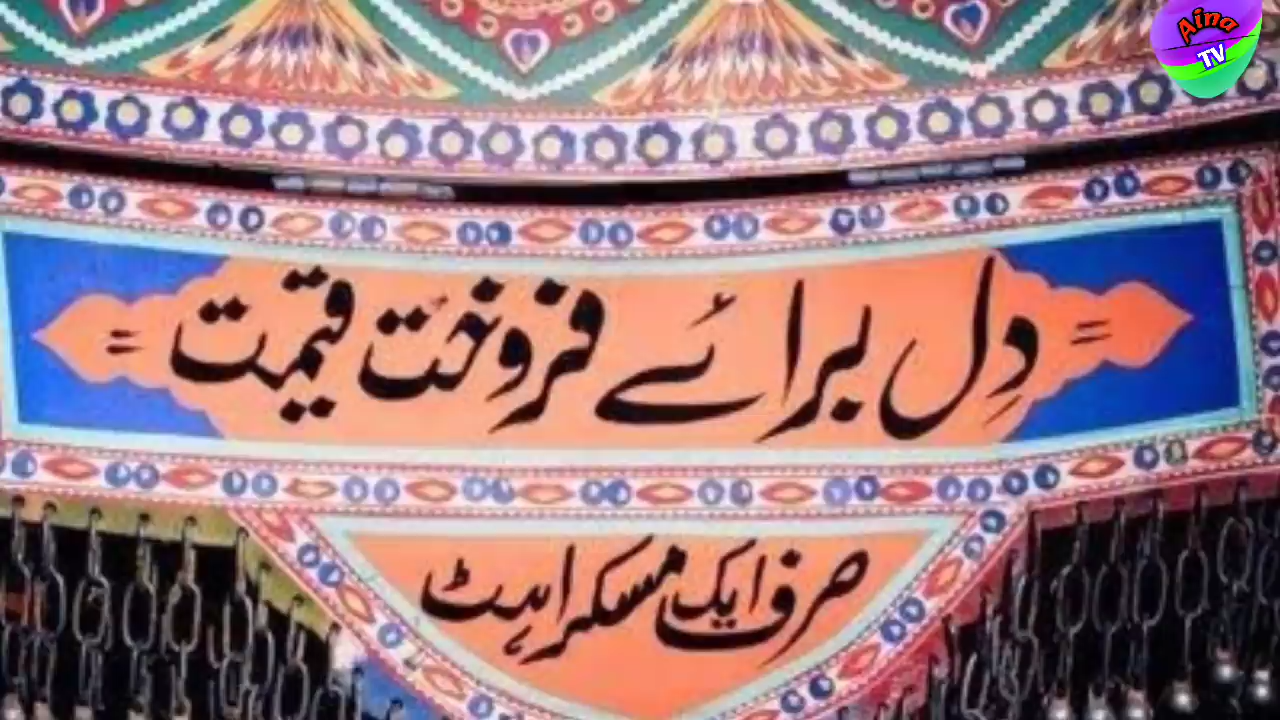 Aina
TV
= دِل برائے فروخت قیمت =
صرف ایک مسکراہٹ